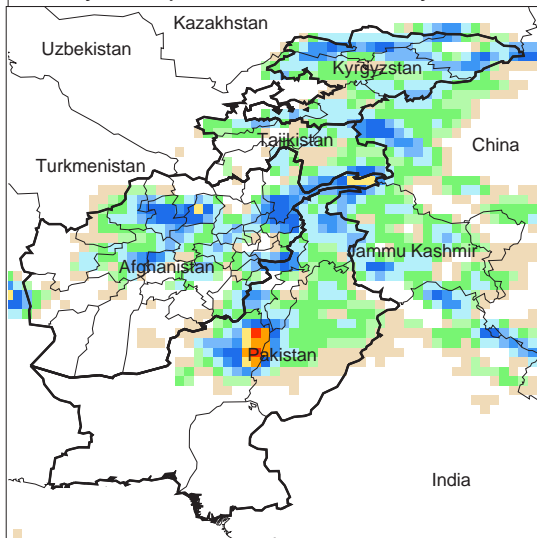 Kazakhstan
Uzbekistan
Kyrgyzstan
Tajikistan
China
Turkmenistan
Jammu Kashmir
Afghanistan
Pakistan
India